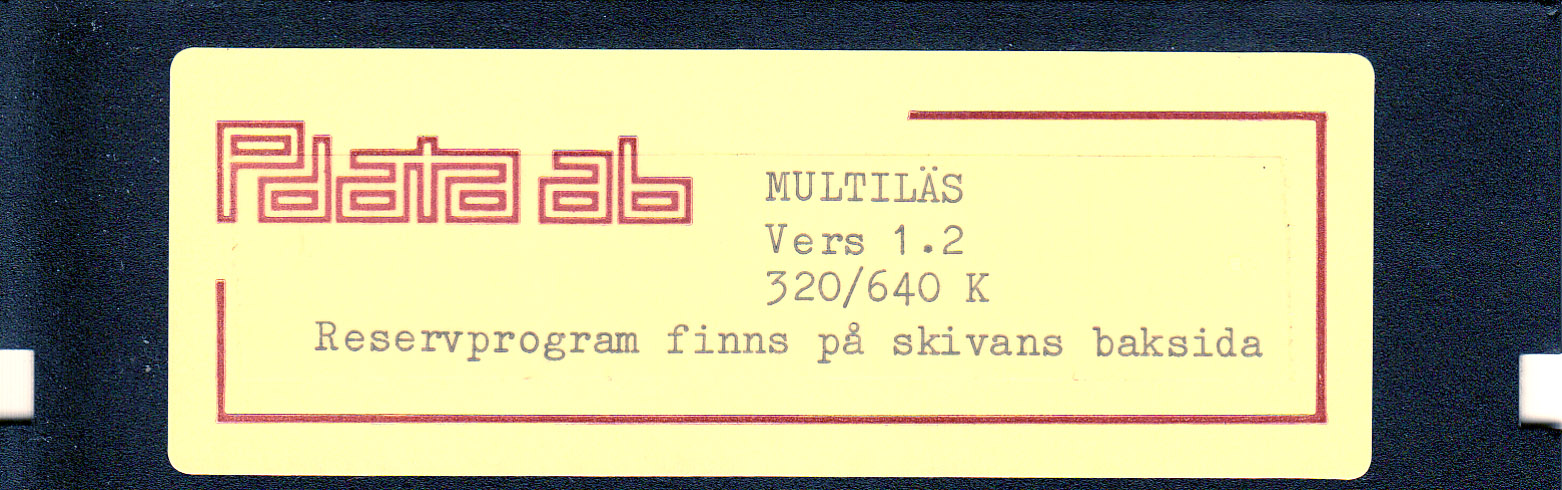 Pdata ab
MULTILÄS
Vers 1.2
320/640 K
Reservprogram finns på skivans baksida